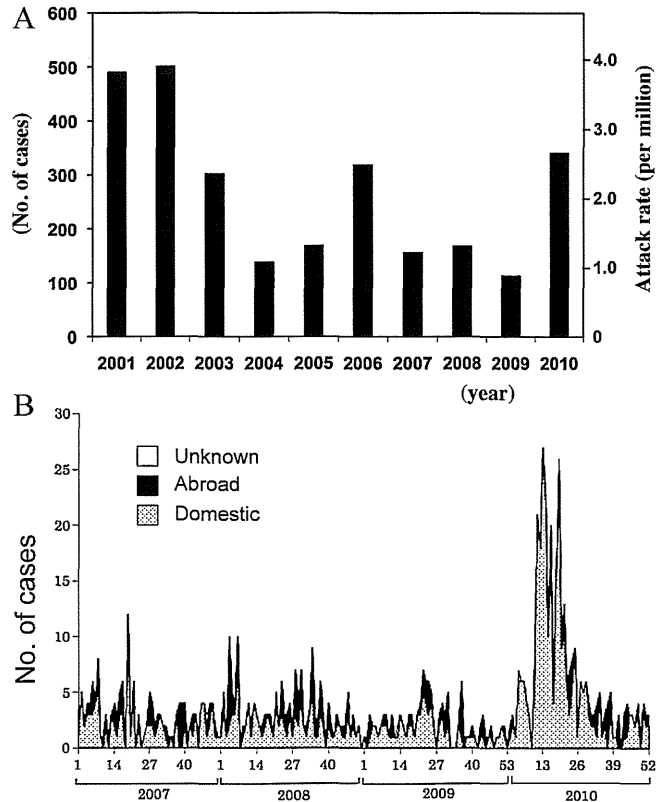 A
600
500
400
300
200
100
0
(No. of cases)
4.0
3.0
2.0
1.0
0
Attack rate (per million)
2001 2002 2003 2004 2005 2006 2007 2008 2009 2010
(year)
B
30
25
20
15
10
5
0
No. of cases
Unknown
Abroad
Domestic
1 14 27 40 1 14 27 40 1 14 27 40 53 13 26 39 52
2007 2008 2009 2010